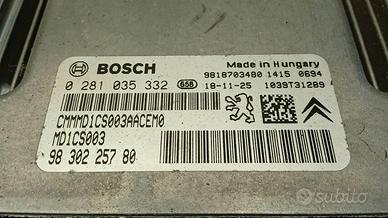 BOSCH
Made in Hungary
0 281 035 332
658
9818703480 1415 0694
18-11-25 1039T31289
CMMMD1CS003AACEM0
MD1CS003
98 302 257 80
subito